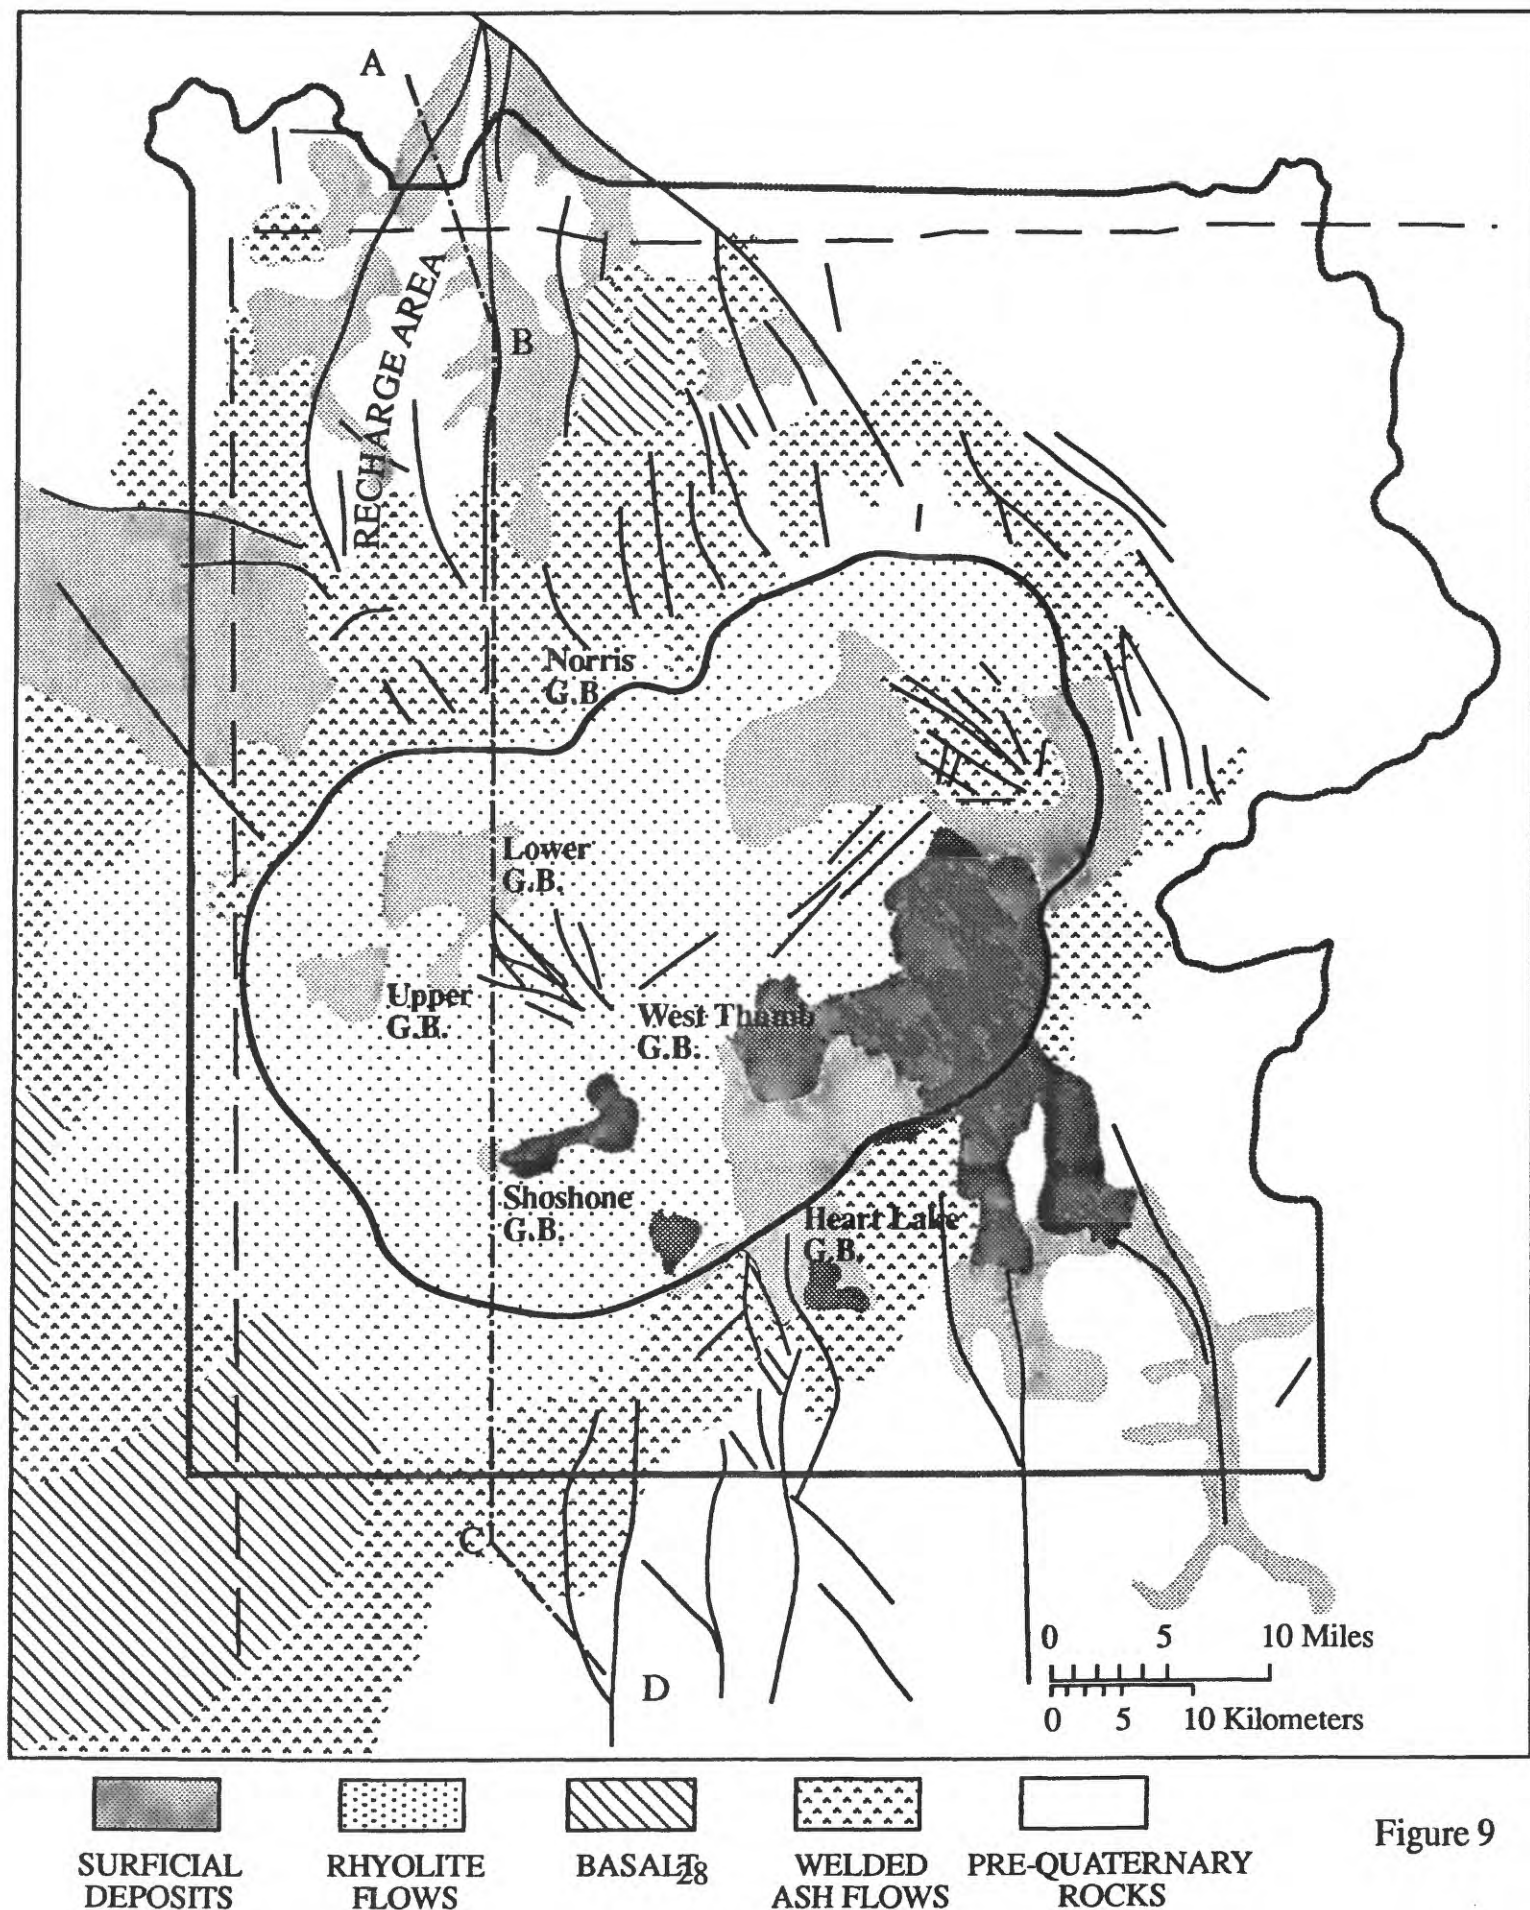 A
RECHARGE AREA
B
Norris
G.B.
Lower
G.B.
Upper
G.B.
West Thumb
G.B.
Shoshone
G.B.
Heart Lake
G.B.
C
D
0 5 10 Miles
0 5 10 Kilometers
SURFICIAL
DEPOSITS
RHYOLITE
FLOWS
BASALT
28
WELDED
ASH FLOWS
PRE-QUATERNARY
ROCKS
Figure 9